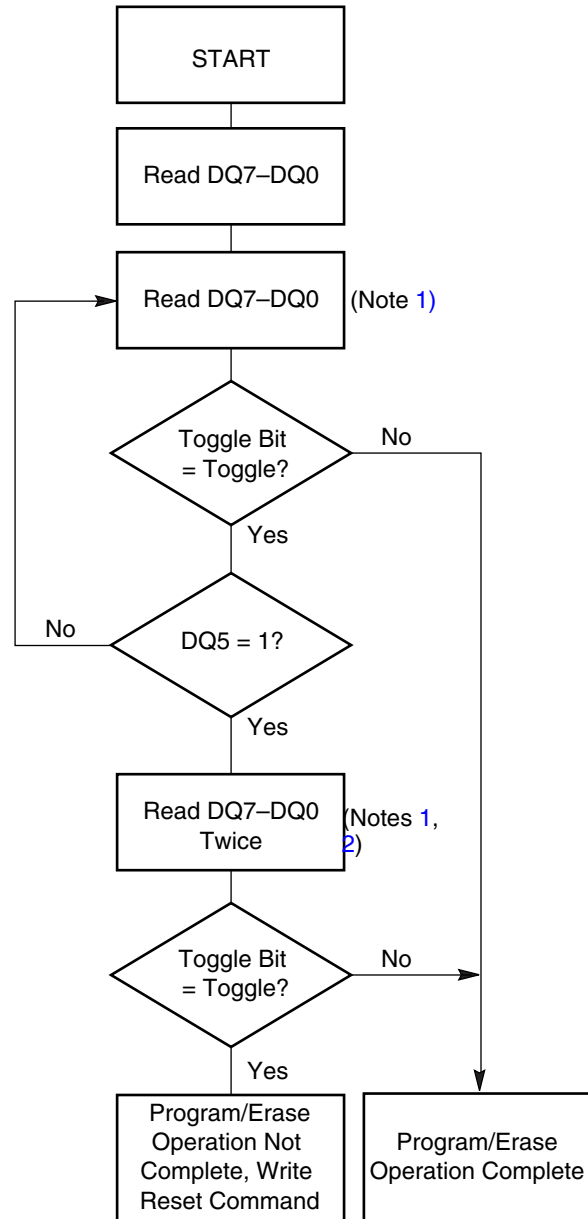 START
Read DQ7–DQ0
Read DQ7–DQ0
(Note 1)
Toggle Bit
= Toggle?
No
Yes
No
DQ5 = 1?
Yes
Read DQ7–DQ0
Twice
(Notes 1,
2)
Toggle Bit
= Toggle?
No
Yes
Program/Erase
Operation Not
Complete, Write
Reset Command
Program/Erase
Operation Complete